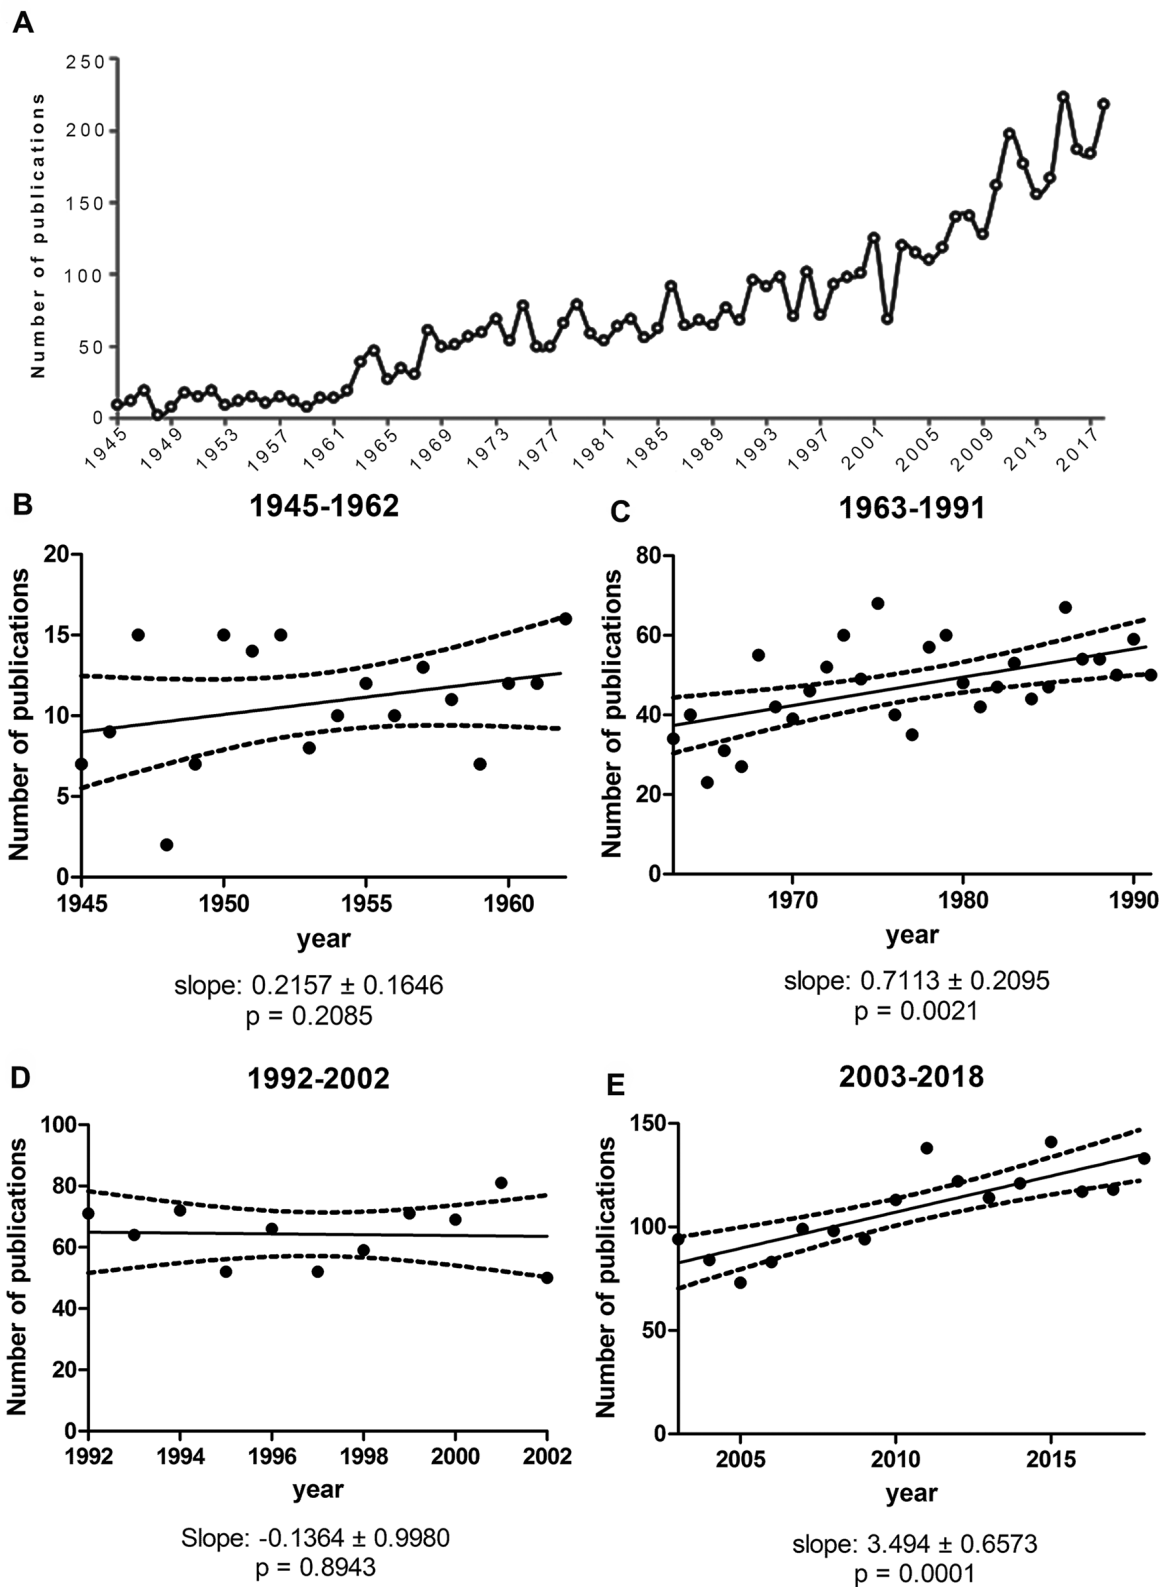 A
Number of publications
250
200
150
100
50
0
1945 1949 1953 1957 1961 1965 1969 1973 1977 1981 1985 1989 1993 1997 2001 2005 2009 2013 2017
B
1945-1962
Number of publications
20
15
10
5
0
1945 1950 1955 1960
year
slope: 0.2157 ± 0.1646
p = 0.2085
C
1963-1991
Number of publications
80
60
40
20
0
1970 1980 1990
year
slope: 0.7113 ± 0.2095
p = 0.0021
D
1992-2002
Number of publications
100
80
60
40
20
0
1992 1994 1996 1998 2000 2002
year
Slope: -0.1364 ± 0.9980
p = 0.8943
E
2003-2018
Number of publications
150
100
50
0
2005 2010 2015
year
slope: 3.494 ± 0.6573
p = 0.0001